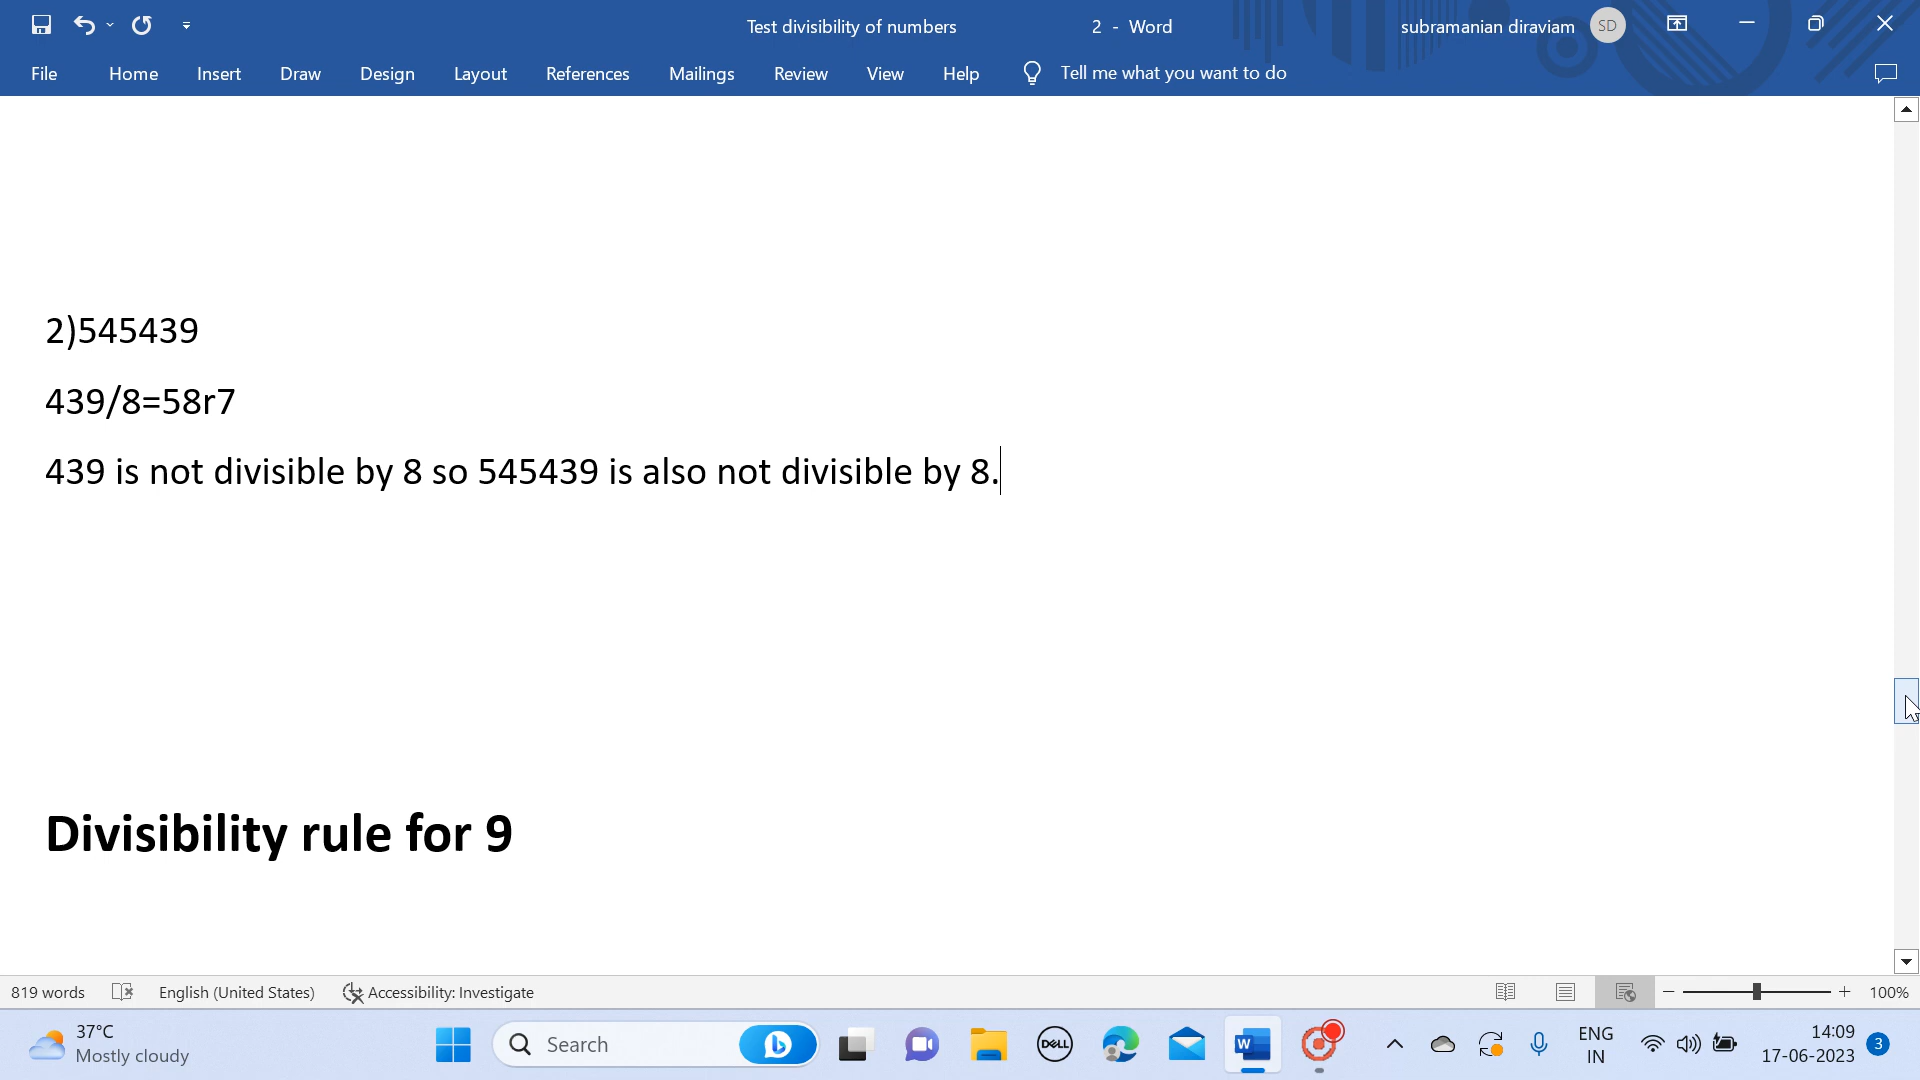 Test divisibility of numbers 2 - Word
subramanian diraviam SD
File Home Insert Draw Design Layout References Mailings Review View Help Tell me what you want to do
2)545439
439/8=58r7
439 is not divisible by 8 so 545439 is also not divisible by 8.
Divisibility rule for 9
819 words English (United States) Accessibility: Investigate 100%
37°C
Mostly cloudy
Search
DELL
W
ENG
IN
14:09
17-06-2023
3